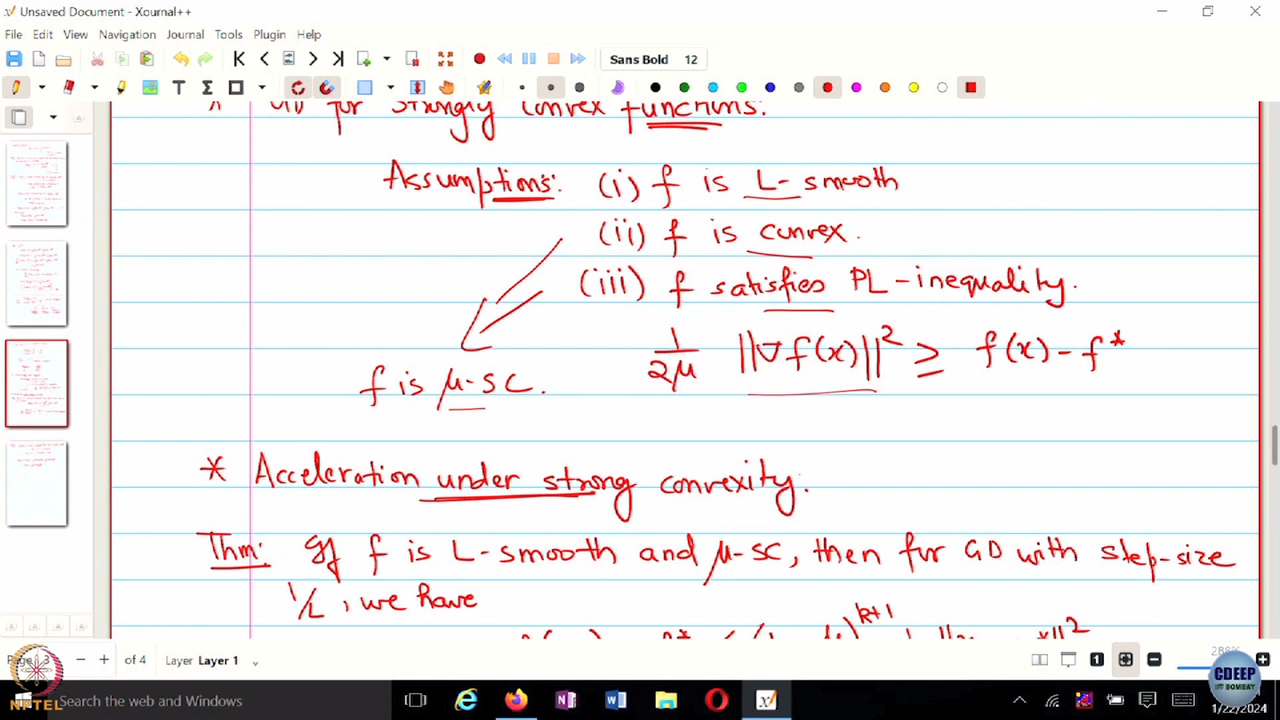 Unsaved Document - Xournal++
File Edit View Navigation Journal Tools Plugin Help
Sans Bold 12
for strongly convex functions.
Assumptions: (i) f is L-smooth
(ii) f is convex.
(iii) f satisfies PL-inequality.
1/2μ ||∇f(x)||² ≥ f(x) - f*
f is μ-SC.
* Acceleration under strong convexity.
Thm: If f is L-smooth and μ-SC, then for GD with step-size
1/L, we have
Page 3 of 4 Layer Layer 1
288%
Search the web and Windows
NPTEL
CDEEP
IIT BOMBAY
1/22/2024